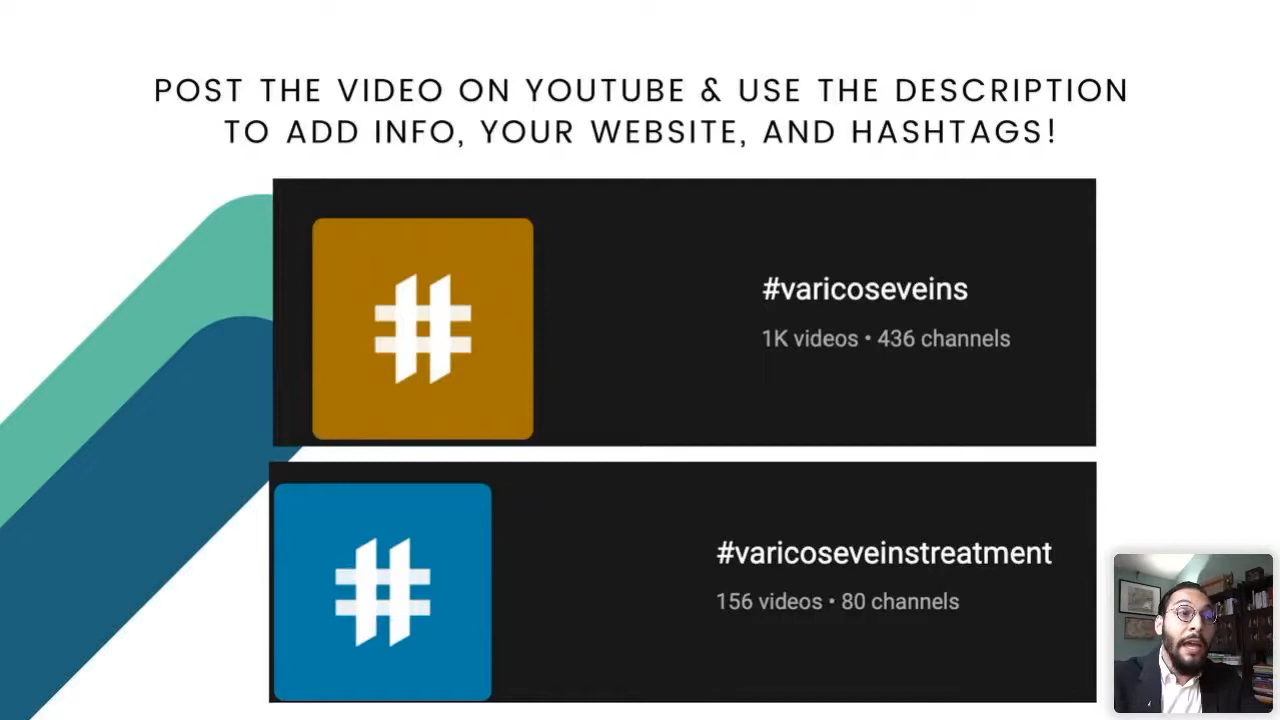 POST THE VIDEO ON YOUTUBE & USE THE DESCRIPTION
TO ADD INFO, YOUR WEBSITE, AND HASHTAGS!
#varicoseveins
1K videos • 436 channels
#varicoseveinstreatment
156 videos • 80 channels